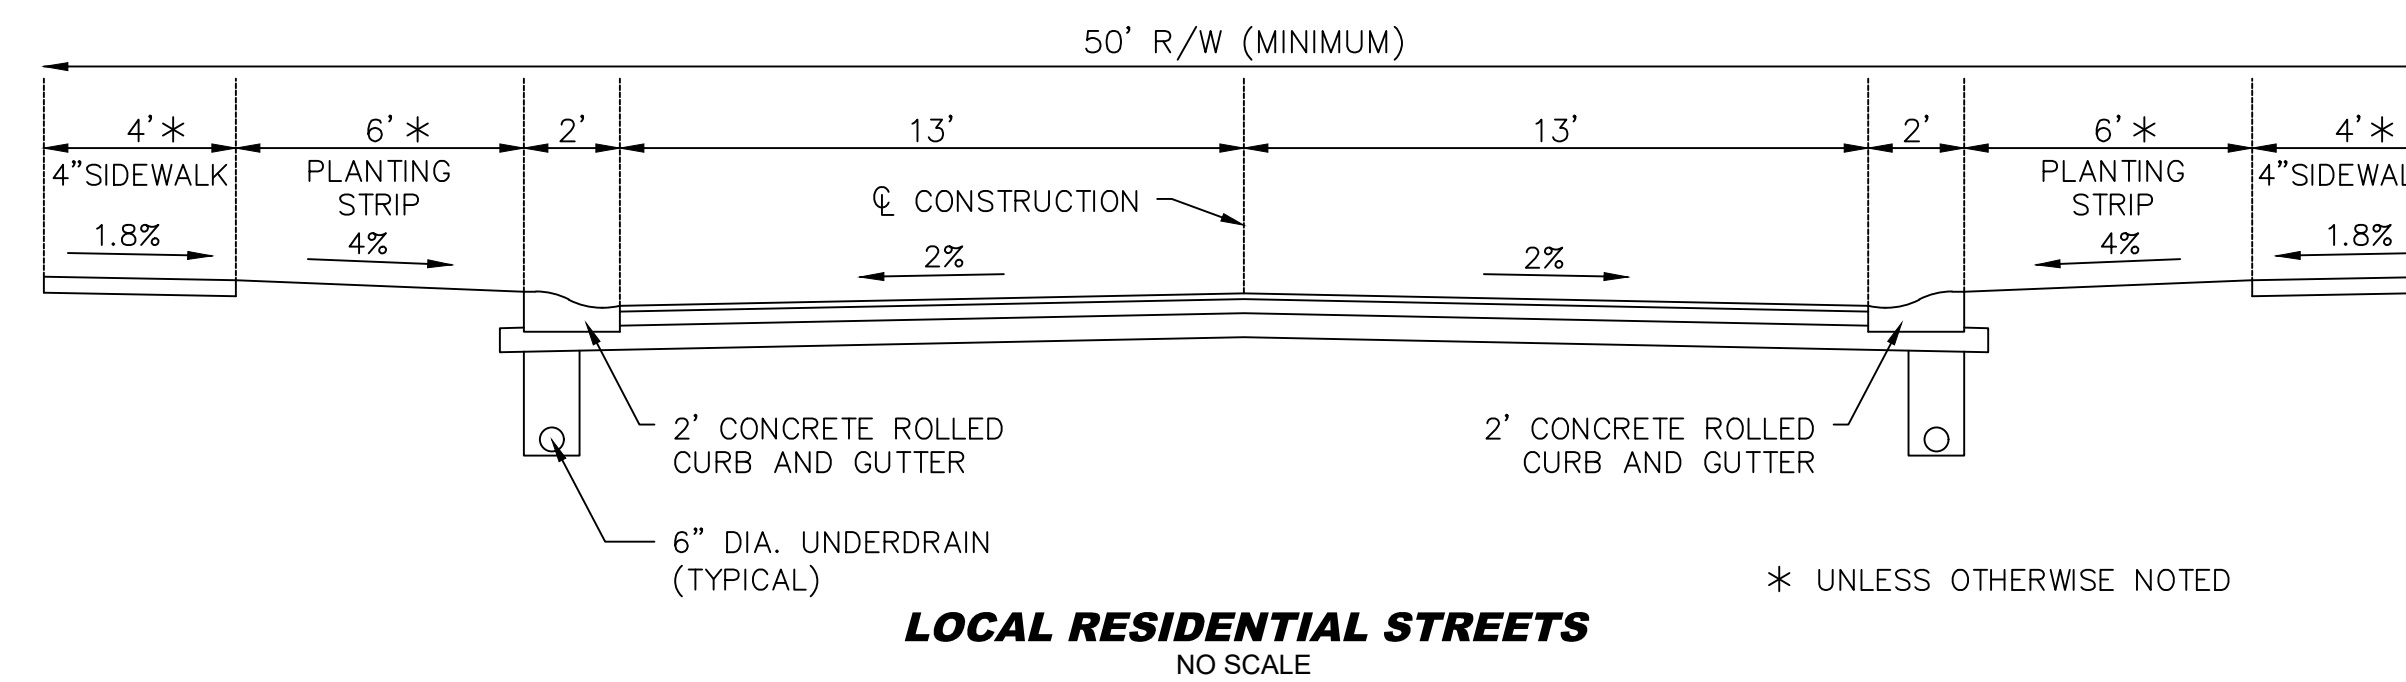 50' R/W (MINIMUM)
4'* 6'* 2' 13' 13' 2' 6'* 4'*
4”SIDEWALK PLANTING STRIP PLANTING STRIP 4”SIDEWAL
℄ CONSTRUCTION
1.8% 4% 2% 2% 4% 1.8%
2' CONCRETE ROLLED
CURB AND GUTTER
2' CONCRETE ROLLED
CURB AND GUTTER
6” DIA. UNDERDRAIN
(TYPICAL)
* UNLESS OTHERWISE NOTED
LOCAL RESIDENTIAL STREETS
NO SCALE